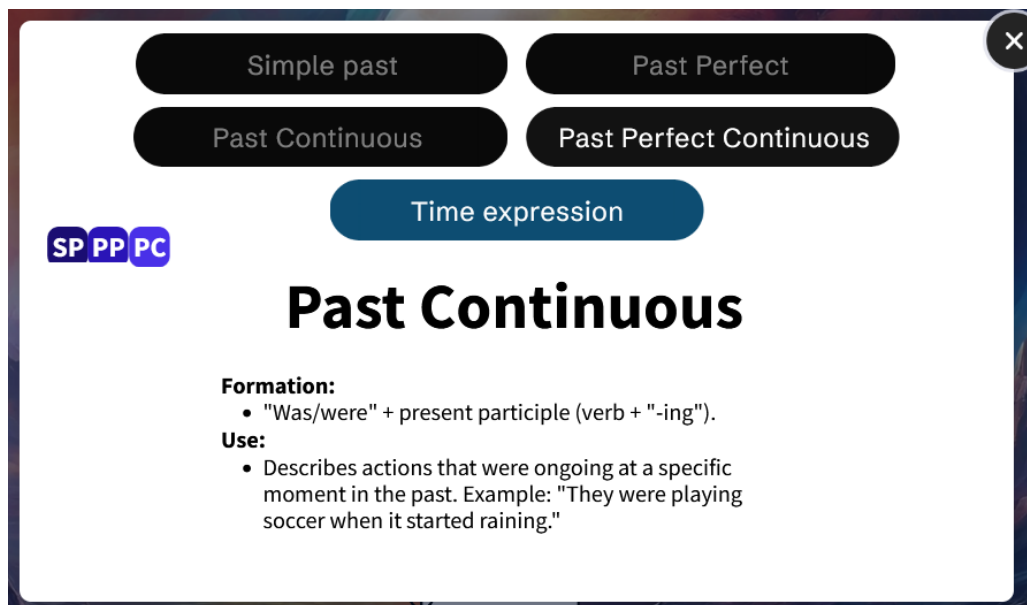 ×
Simple past
Past Perfect
Past Continuous
Past Perfect Continuous
Time expression
SP PP PC
Past Continuous
Formation:
• "Was/were" + present participle (verb + "-ing").
Use:
• Describes actions that were ongoing at a specific
moment in the past. Example: "They were playing
soccer when it started raining."